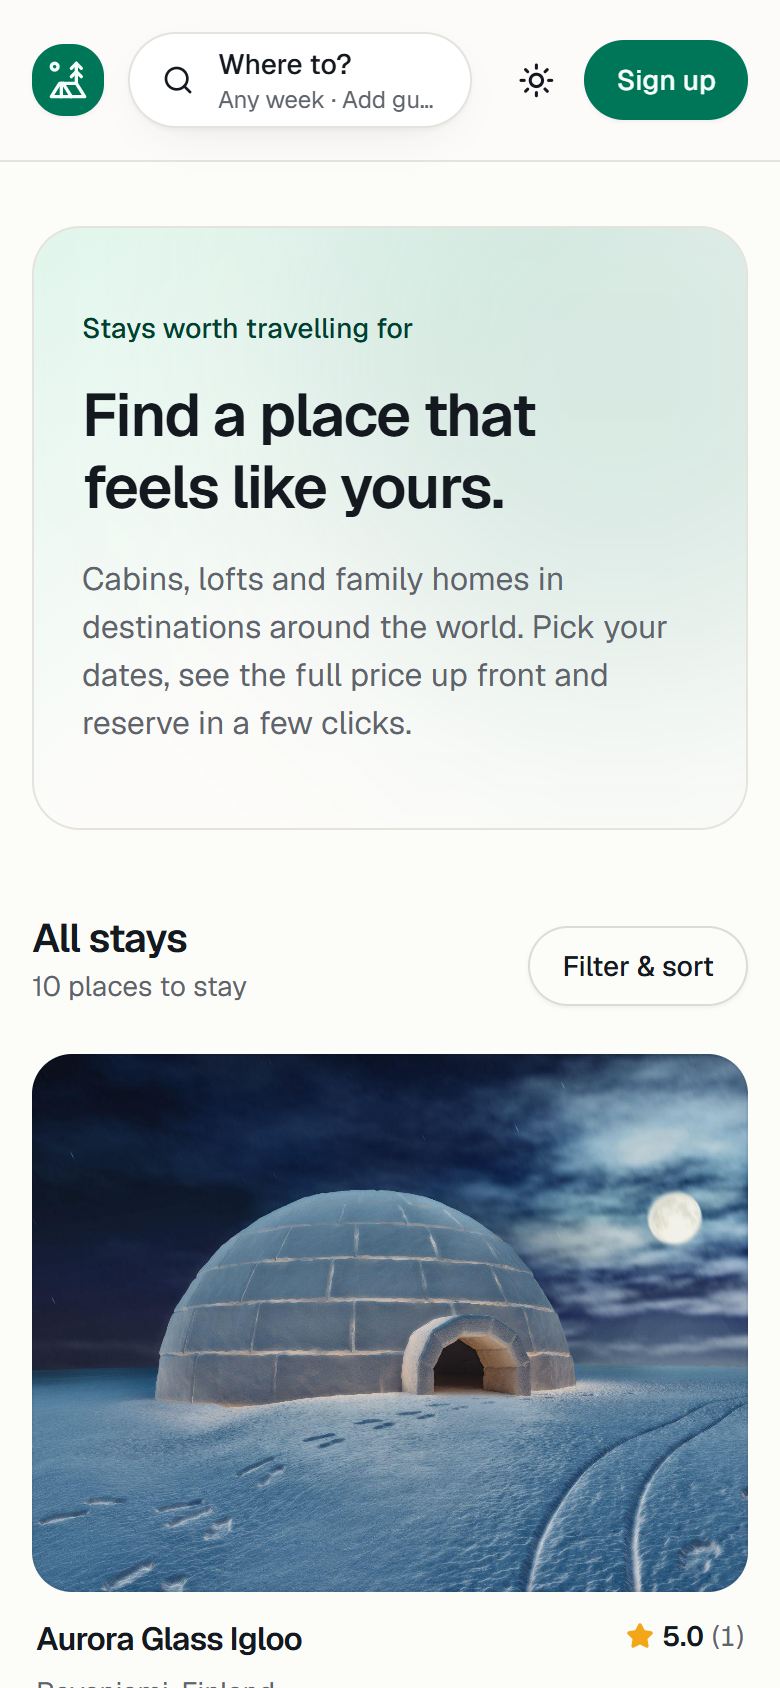 Where to?
Any week · Add gu…
Sign up
Stays worth travelling for
Find a place that
feels like yours.
Cabins, lofts and family homes in
destinations around the world. Pick your
dates, see the full price up front and
reserve in a few clicks.
All stays
10 places to stay
Filter & sort
Aurora Glass Igloo
5.0 (1)
Rovaniemi, Finland